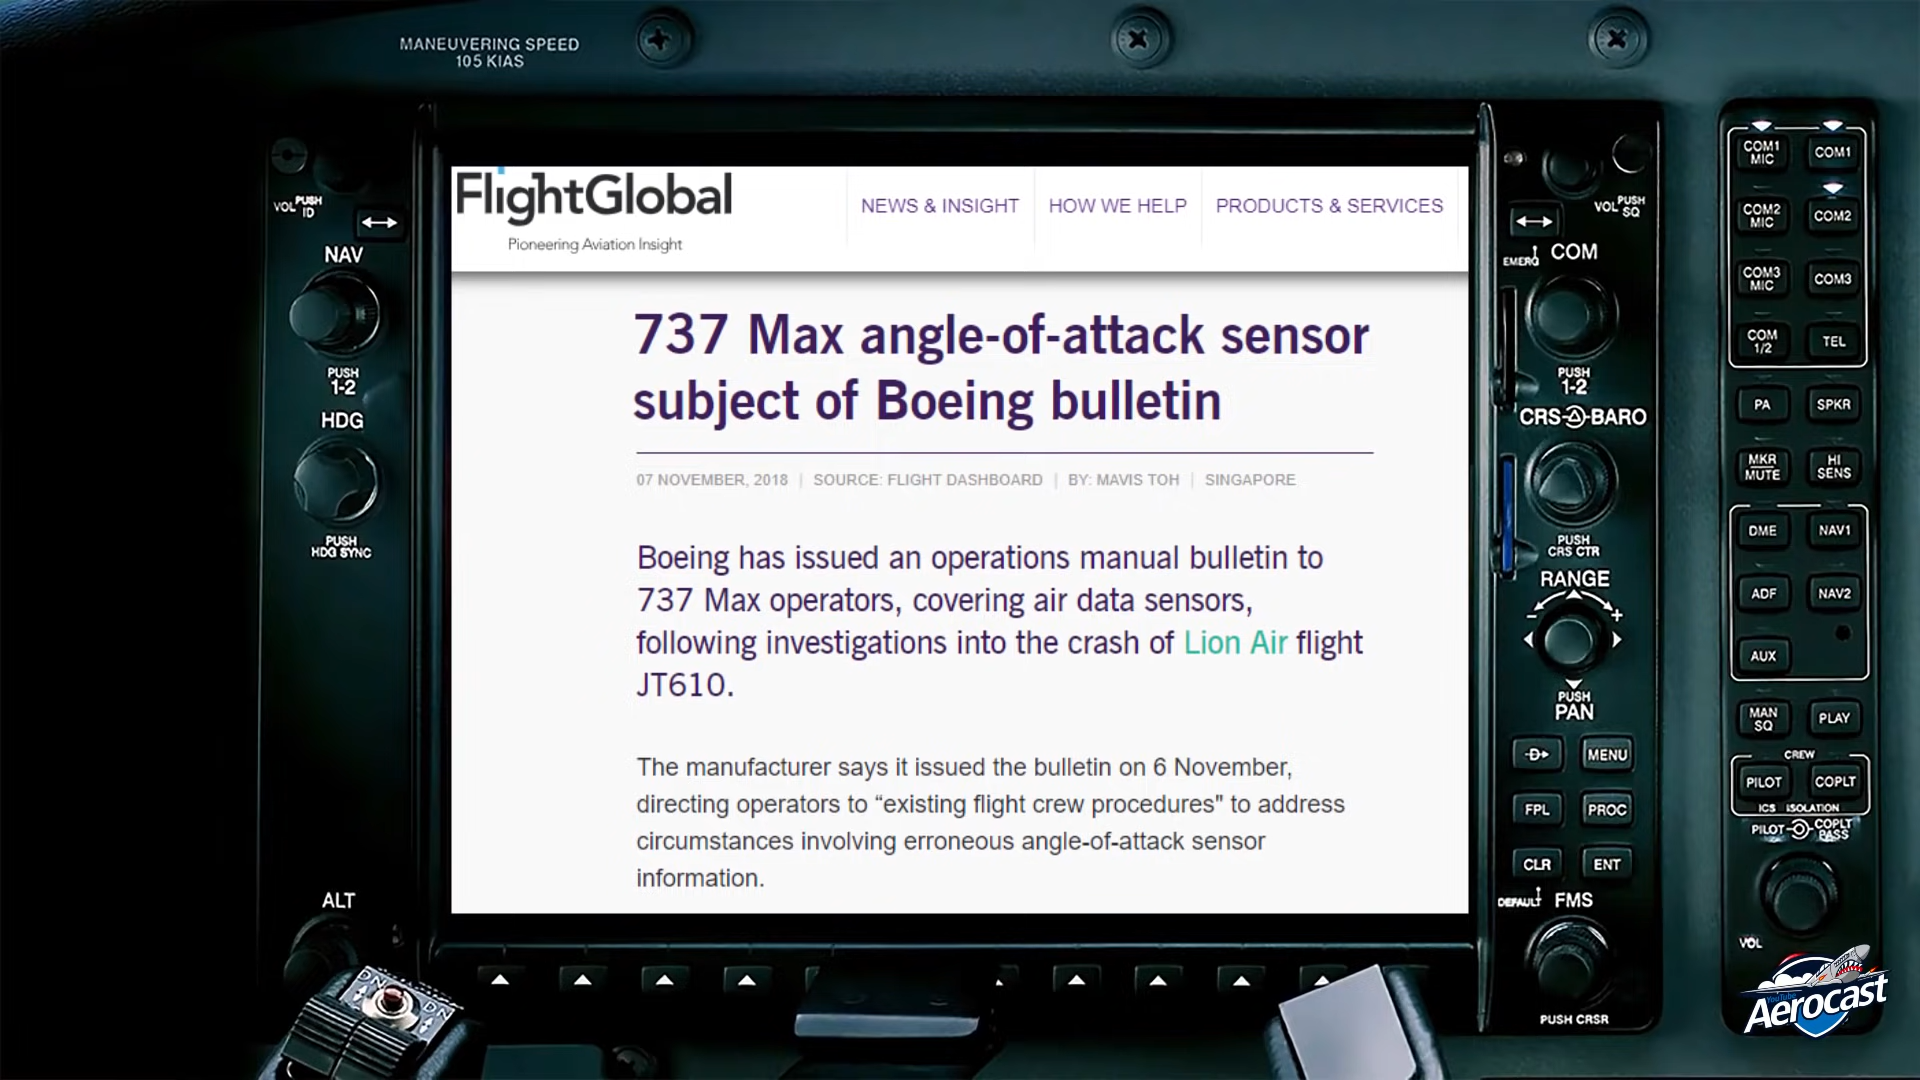 MANEUVERING SPEED
105 KIAS
VOL PUSH ID
NAV
PUSH
1-2
HDG
PUSH
HDG SYNC
ALT
DN
DN
FlightGlobal
Pioneering Aviation Insight
NEWS & INSIGHT
HOW WE HELP
PRODUCTS & SERVICES
737 Max angle-of-attack sensor
subject of Boeing bulletin
07 NOVEMBER, 2018 | SOURCE: FLIGHT DASHBOARD | BY: MAVIS TOH | SINGAPORE
Boeing has issued an operations manual bulletin to
737 Max operators, covering air data sensors,
following investigations into the crash of Lion Air flight
JT610.
The manufacturer says it issued the bulletin on 6 November,
directing operators to “existing flight crew procedures" to address
circumstances involving erroneous angle-of-attack sensor
information.
VOL PUSH SQ
EMERG
COM
PUSH
1-2
CRS BARO
PUSH
CRS CTR
RANGE
- +
PUSH
PAN
D MENU
FPL PROC
CLR ENT
DEFAULT FMS
PUSH CRSR
COM1
MIC
COM1
COM2
MIC
COM2
COM3
MIC
COM3
COM
1/2
TEL
PA SPKR
MKR
MUTE
HI
SENS
DME NAV1
ADF NAV2
AUX
MAN
SQ
PLAY
CREW
PILOT COPLT
ICS ISOLATION
PILOT COPLT
PASS
VOL
YouTube
Aerocast